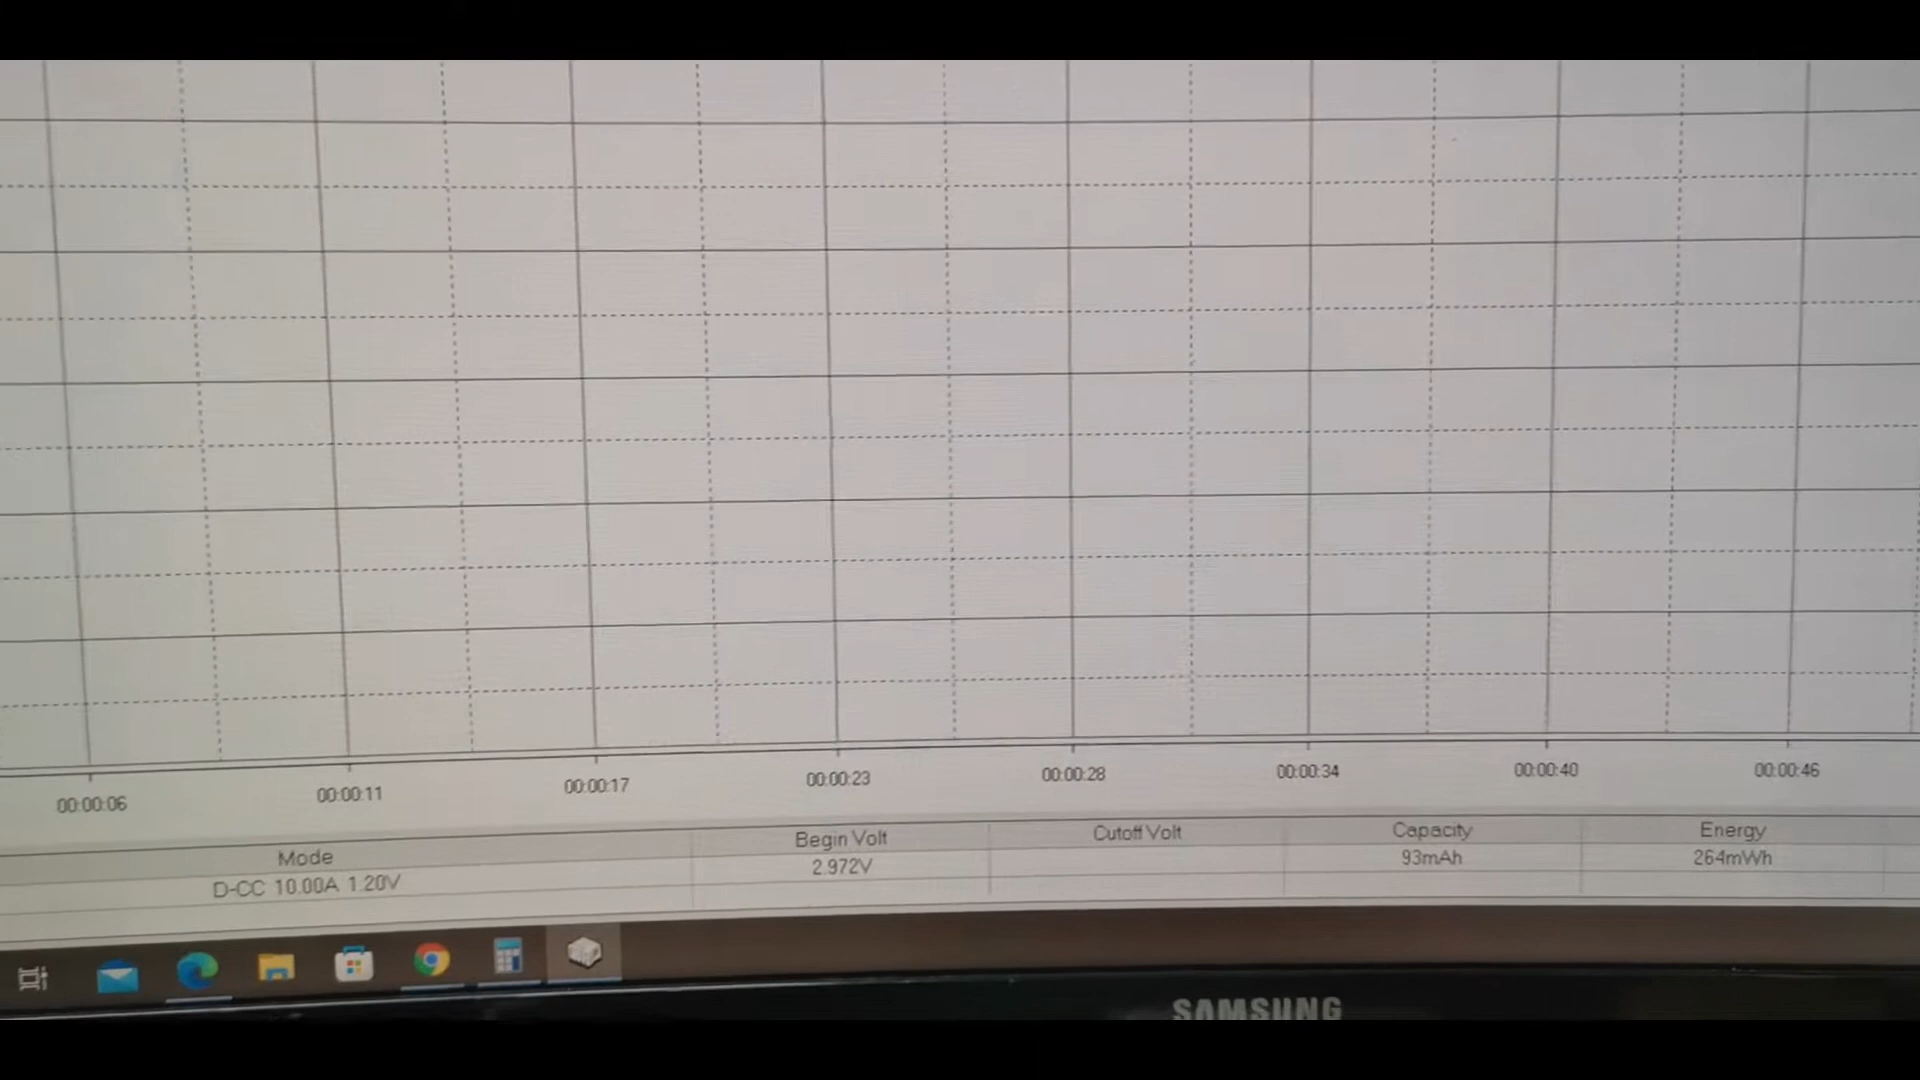 00:00:06 00:00:11 00:00:17 00:00:23 00:00:28 00:00:34 00:00:40 00:00:46
Mode Begin Volt Cutoff Volt Capacity Energy
D-CC 10.00A 1.20V 2.972V 93mAh 264mWh
SAMSUNG